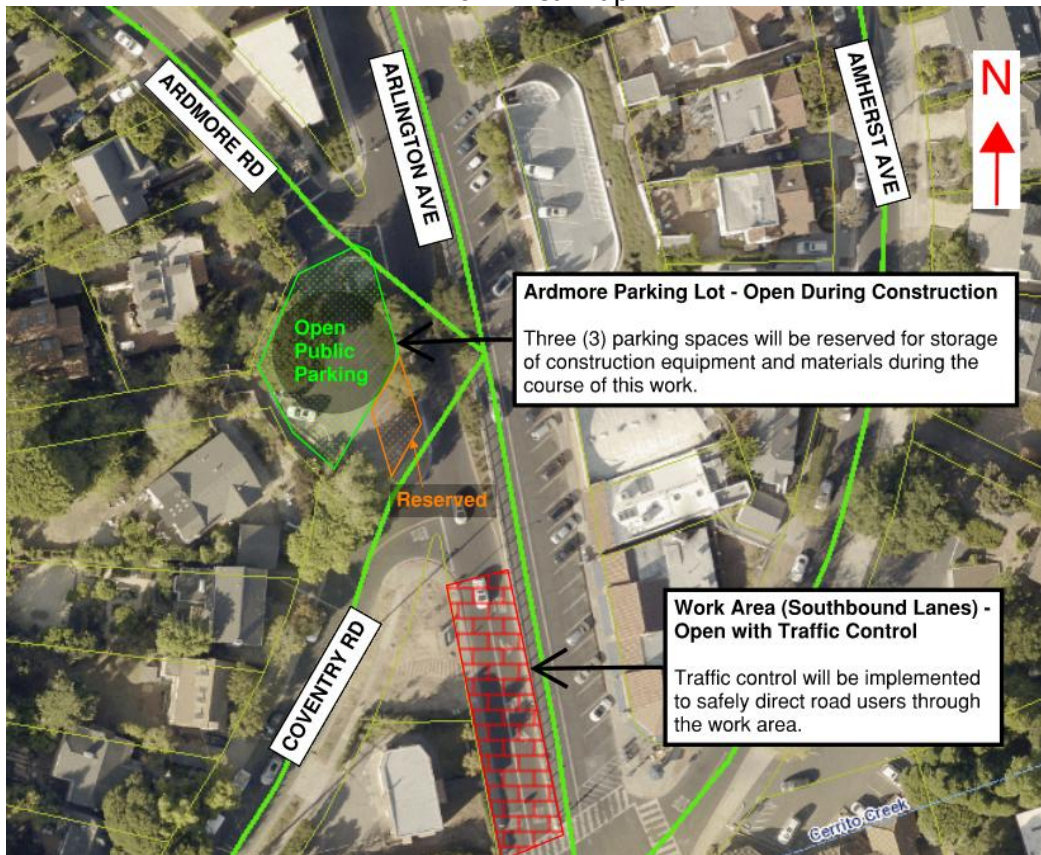 ARDMORE RD
ARLINGTON AVE
AMHERST AVE
N
Ardmore Parking Lot - Open During Construction
Three (3) parking spaces will be reserved for storage
of construction equipment and materials during the
course of this work.
Open
Public
Parking
Reserved
Work Area (Southbound Lanes) -
Open with Traffic Control
Traffic control will be implemented
to safely direct road users through
the work area.
COVENTRY RD
Cerrito Creek